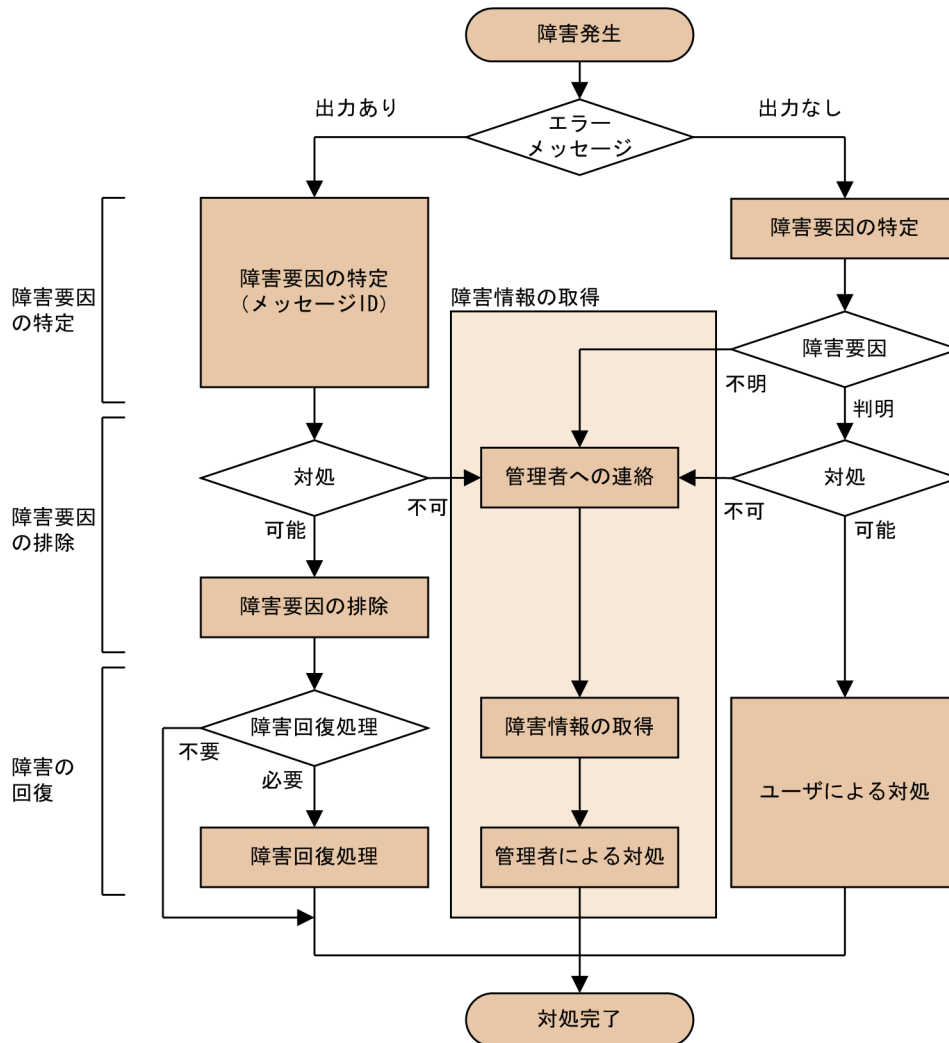 障害発生
出力あり
出力なし
エラー
メッセージ
障害要因の特定
障害要因
の特定
障害要因の特定
（メッセージID）
障害情報の取得
障害要因
不明
判明
対処
不可
可能
管理者への連絡
対処
不可
可能
障害要因
の排除
障害要因の排除
障害回復処理
不要
必要
障害情報の取得
障害の
回復
ユーザによる対処
障害回復処理
管理者による対処
対処完了